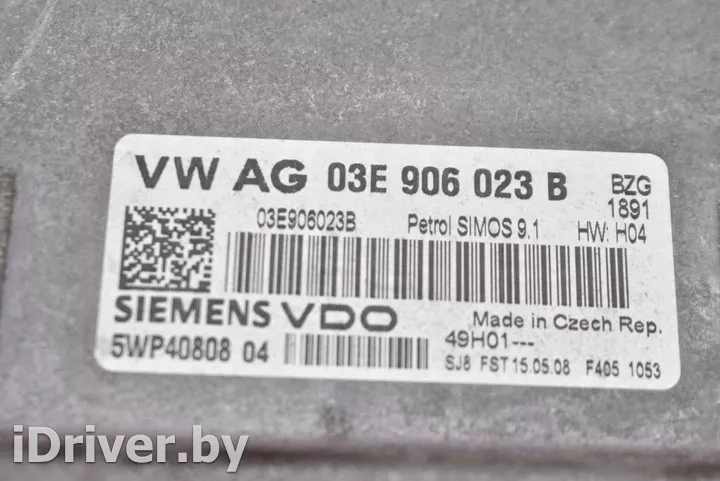 VW AG 03E 906 023 B BZG
1891
03E906023B Petrol SIMOS 9.1 HW: H04
SIEMENS VDO Made in Czech Rep.
5WP40808 04 49H01---
SJ8 FST 15.05.08 F405 1053
iDriver.by